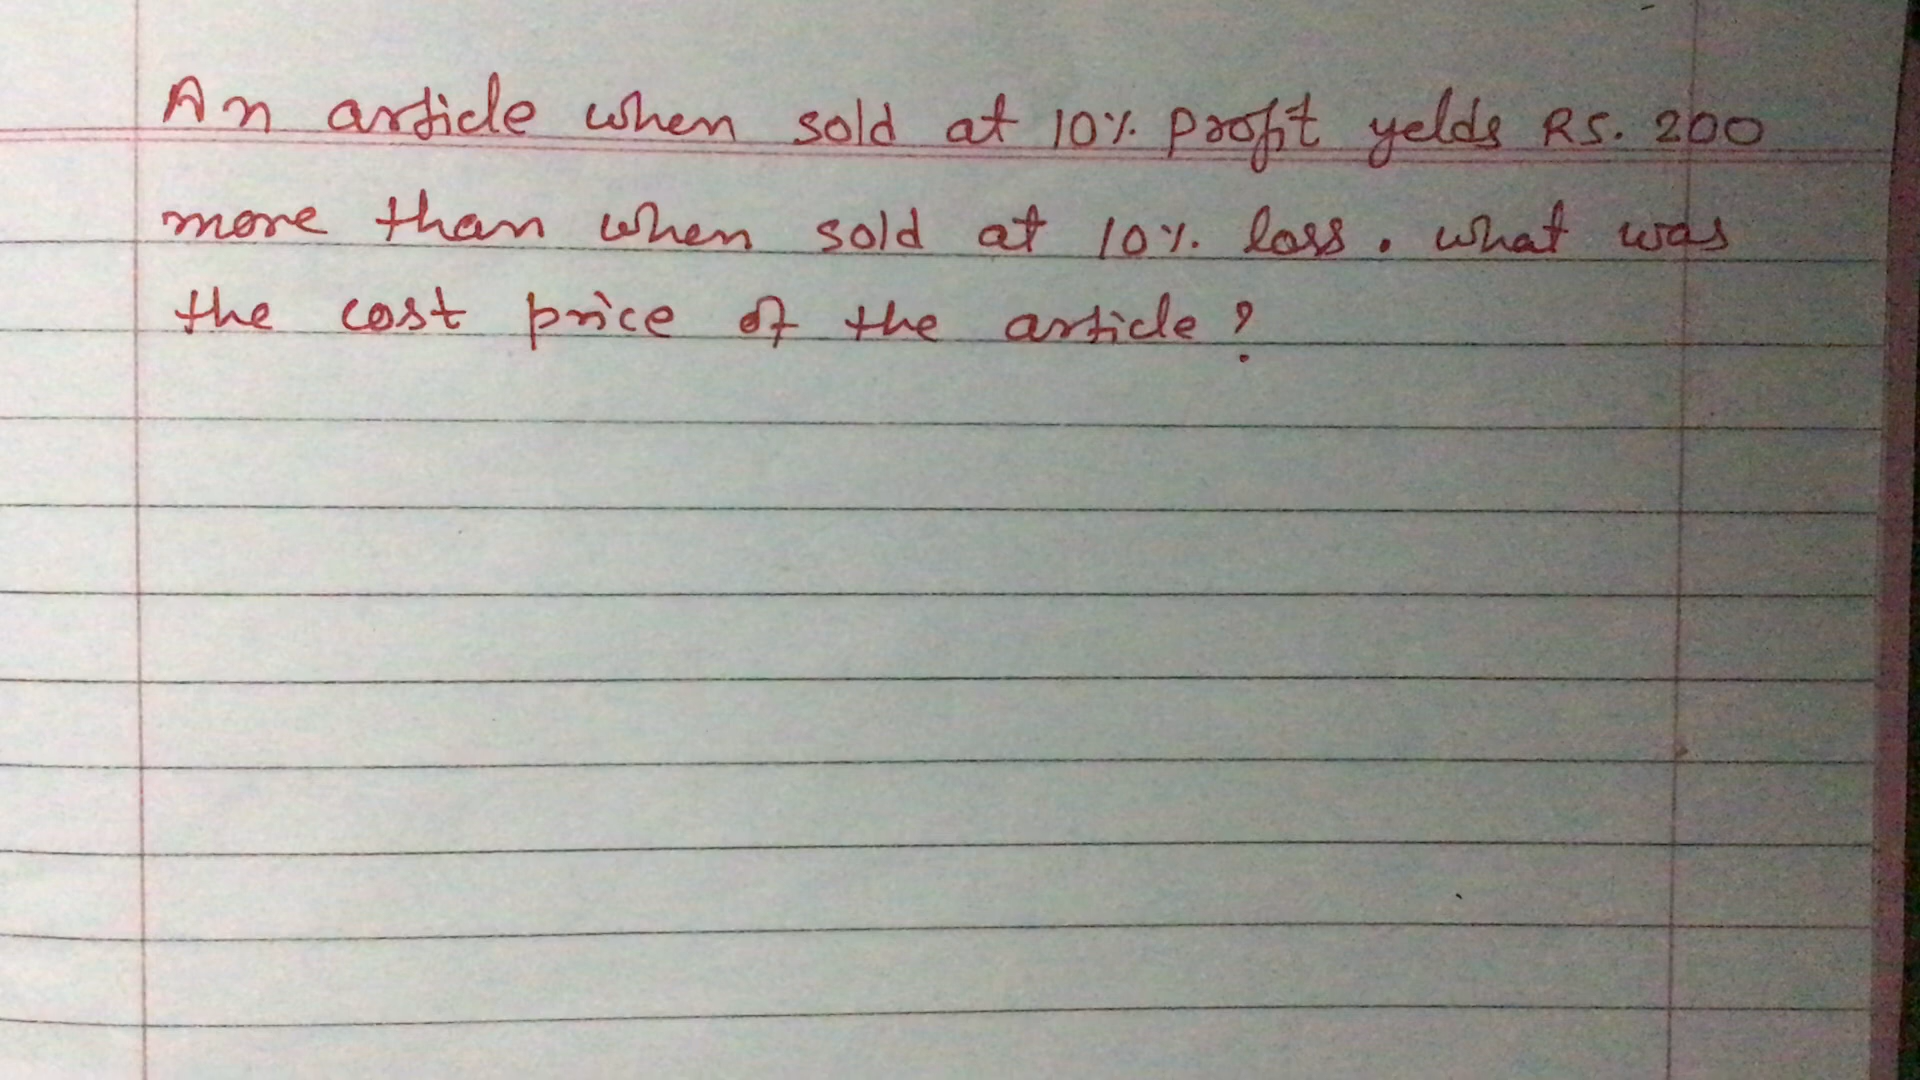 An article when sold at 10% profit yelds RS. 200
more than when sold at 10% loss. what was
the cost price of the article?